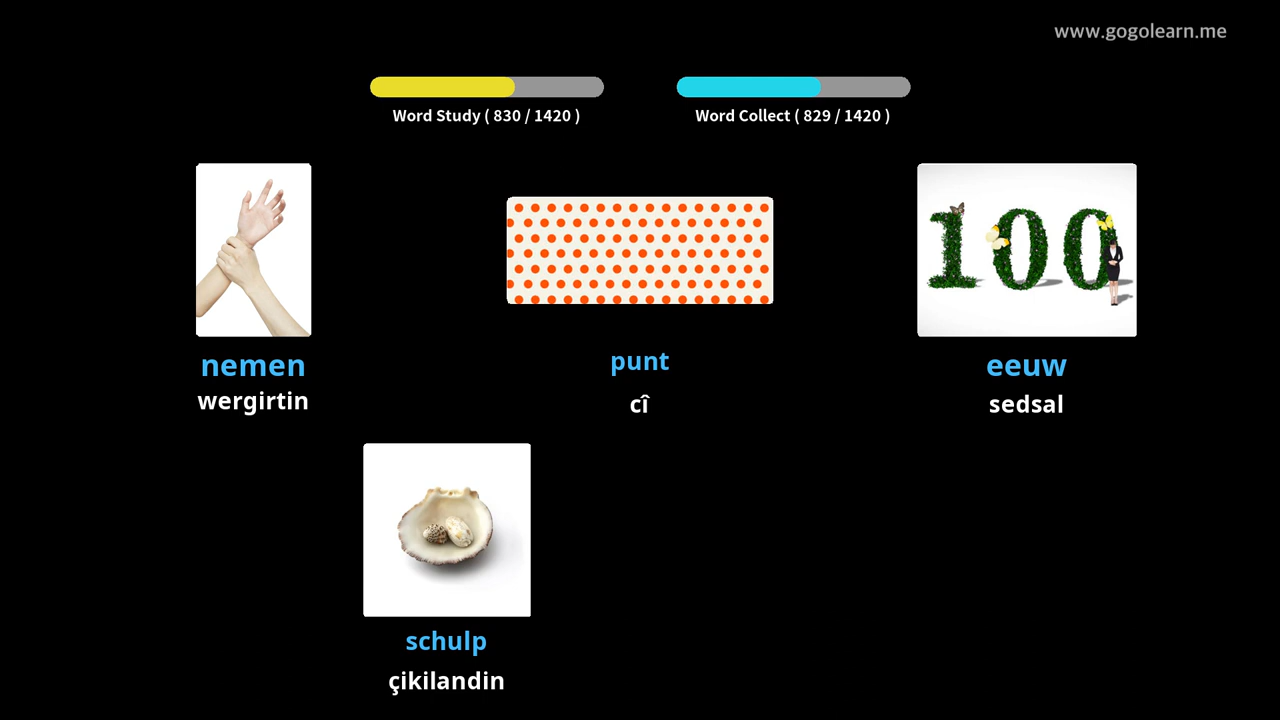 www.gogolearn.me
Word Study ( 830 / 1420 )
Word Collect ( 829 / 1420 )
nemen
wergirtin
punt
cî
eeuw
sedsal
schulp
çikilandin